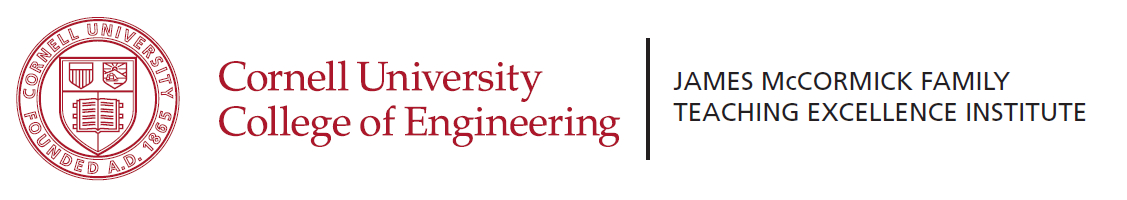 CORNELL UNIVERSITY
FOUNDED A.D. 1865
Cornell University
College of Engineering
JAMES McCORMICK FAMILY
TEACHING EXCELLENCE INSTITUTE